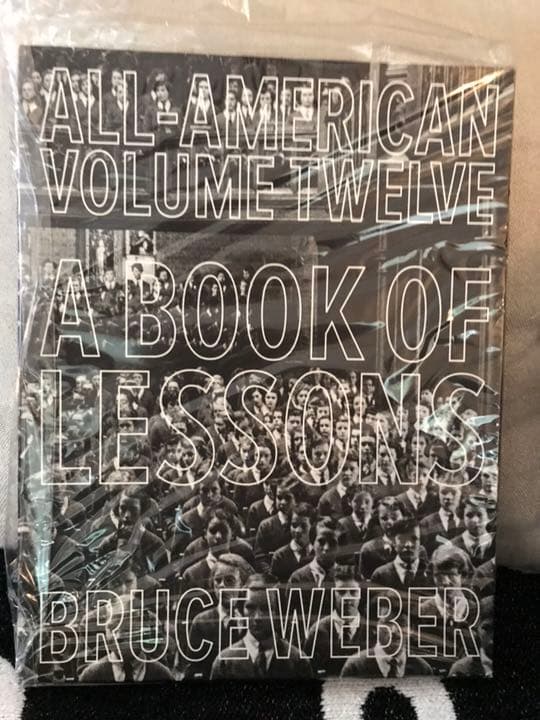 ALL-AMERICAN
VOLUME TWELVE
A BOOK OF
LESSONS
BRUCE WEBER